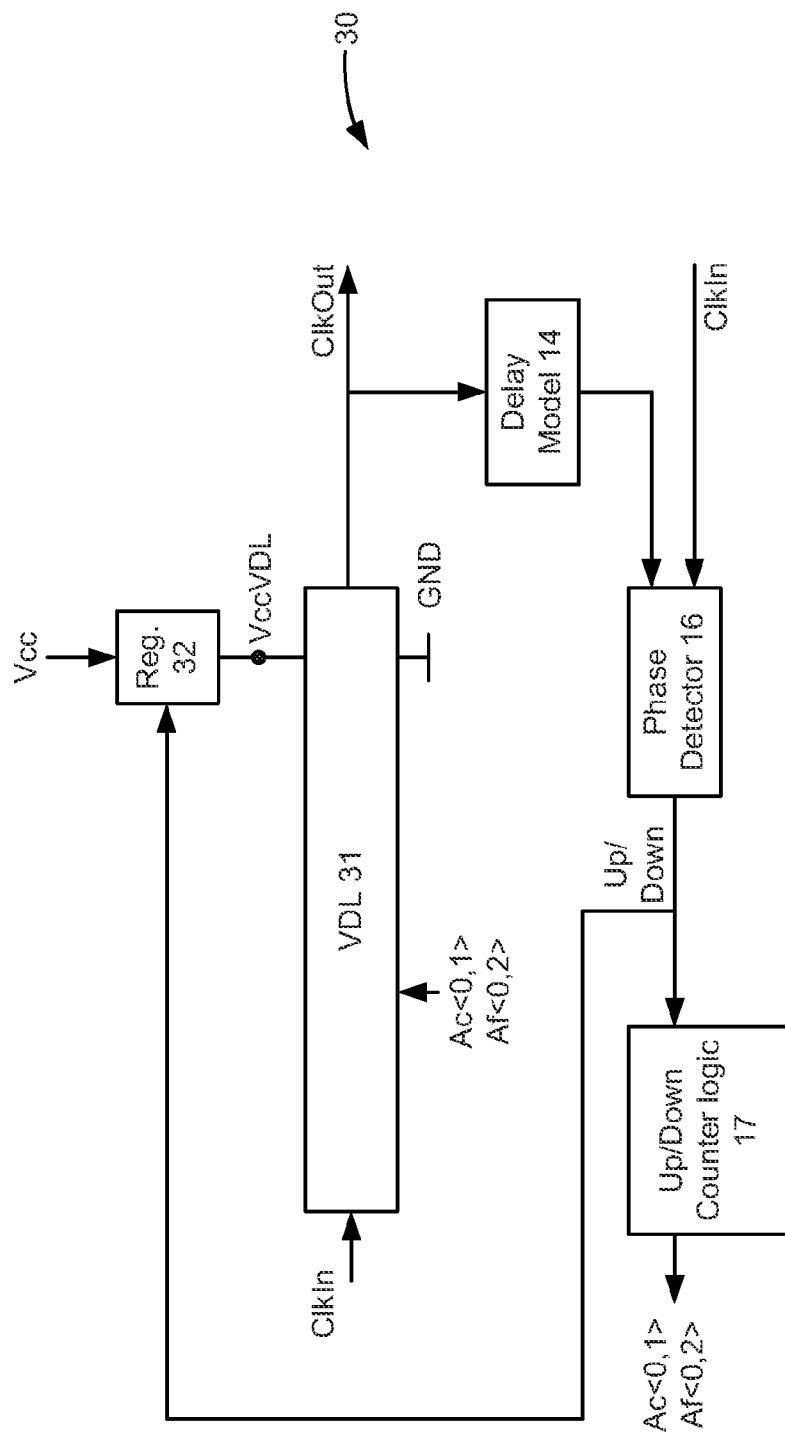 Vcc
Reg.
32
VccVDL
ClkIn
VDL 31
ClkOut
30
GND
Ac<0,1>
Af<0,2>
Delay
Model 14
Up/
Down
Ac<0,1>
Af<0,2>
Up/Down
Counter logic
17
Phase
Detector 16
ClkIn